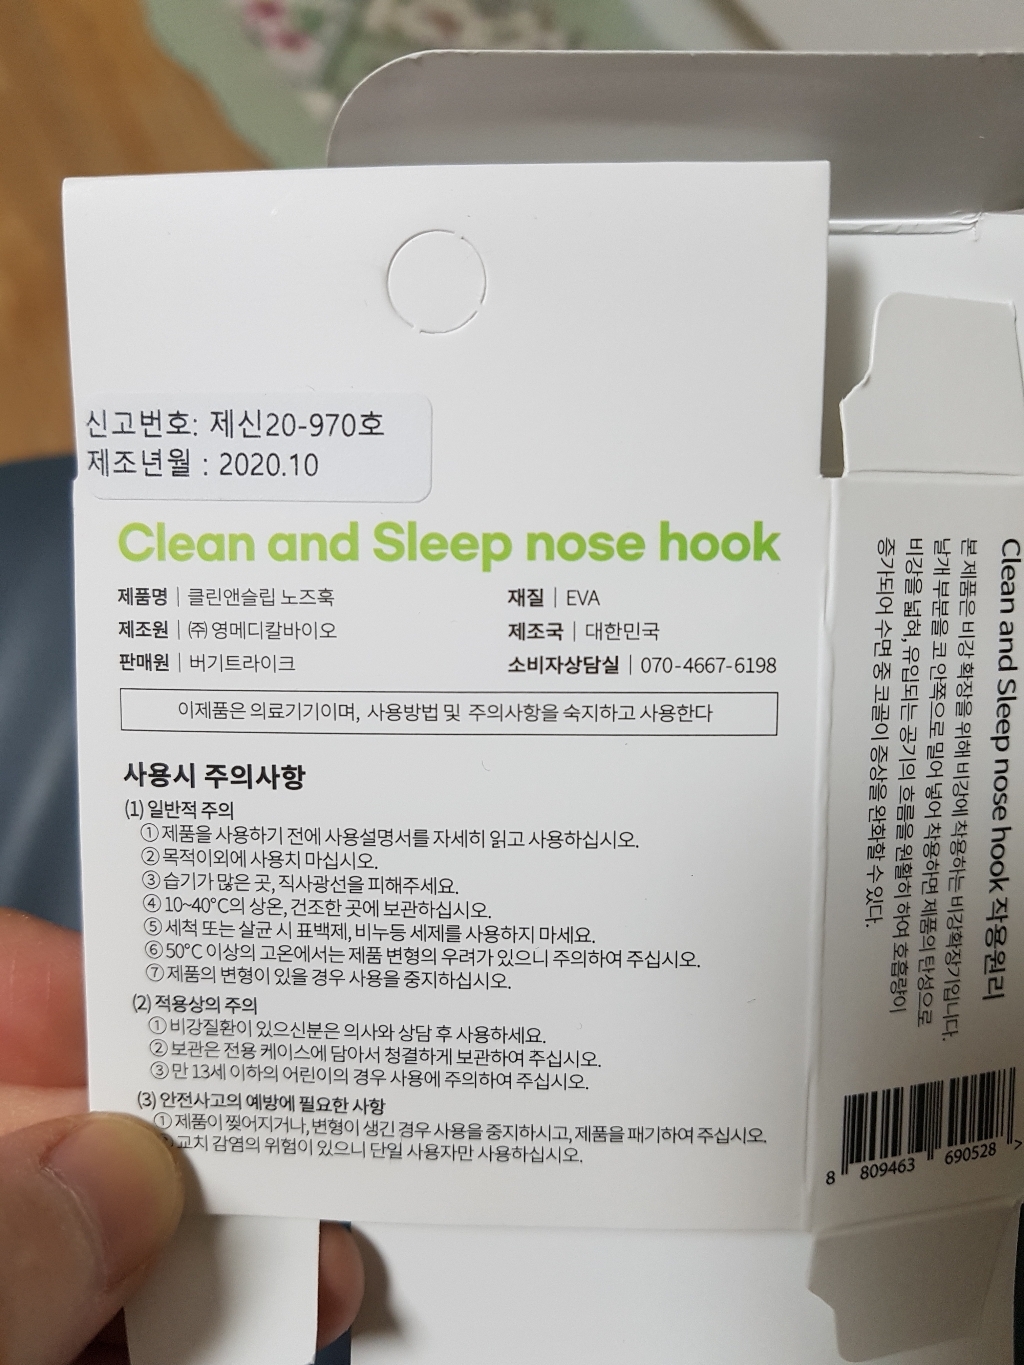 신고번호: 제신20-970호
제조년월 : 2020.10
Clean and Sleep nose hook
제품명 | 클린앤슬립 노즈훅
재질 | EVA
제조원 | ㈜영메디칼바이오
제조국 | 대한민국
판매원 | 버기트라이크
소비자상담실 | 070-4667-6198
이제품은 의료기기이며, 사용방법 및 주의사항을 숙지하고 사용한다
사용시 주의사항
(1) 일반적 주의
① 제품을 사용하기 전에 사용설명서를 자세히 읽고 사용하십시오.
② 목적이외에 사용치 마십시오.
③ 습기가 많은 곳, 직사광선을 피해주세요.
④ 10~40℃의 상온, 건조한 곳에 보관하십시오.
⑤ 세척 또는 살균 시 표백제, 비누등 세제를 사용하지 마세요.
⑥ 50℃ 이상의 고온에서는 제품 변형의 우려가 있으니 주의하여 주십시오.
⑦ 제품의 변형이 있을 경우 사용을 중지하십시오.
(2) 적용상의 주의
① 비강질환이 있으신분은 의사와 상담 후 사용하세요.
② 보관은 전용 케이스에 담아서 청결하게 보관하여 주십시오.
③ 만 13세 이하의 어린이의 경우 사용에 주의하여 주십시오.
(3) 안전사고의 예방에 필요한 사항
① 제품이 찢어지거나, 변형이 생긴 경우 사용을 중지하시고, 제품을 폐기하여 주십시오.
교치 감염의 위험이 있으니 단일 사용자만 사용하십시오.
Clean and Sleep nose hook 작용원리
본 제품은 비강 확장을 위해 비강에 착용하는 비강확장기입니다.
날개 부분을 코 안쪽으로 밀어 넣어 착용하면 제품의 탄성으로
비강을 넓혀, 유입되는 공기의 흐름을 원활히 하여 호흡량이
증가되어 수면 중 코골이 증상을 완화할 수 있다.
8 809463 690528 >